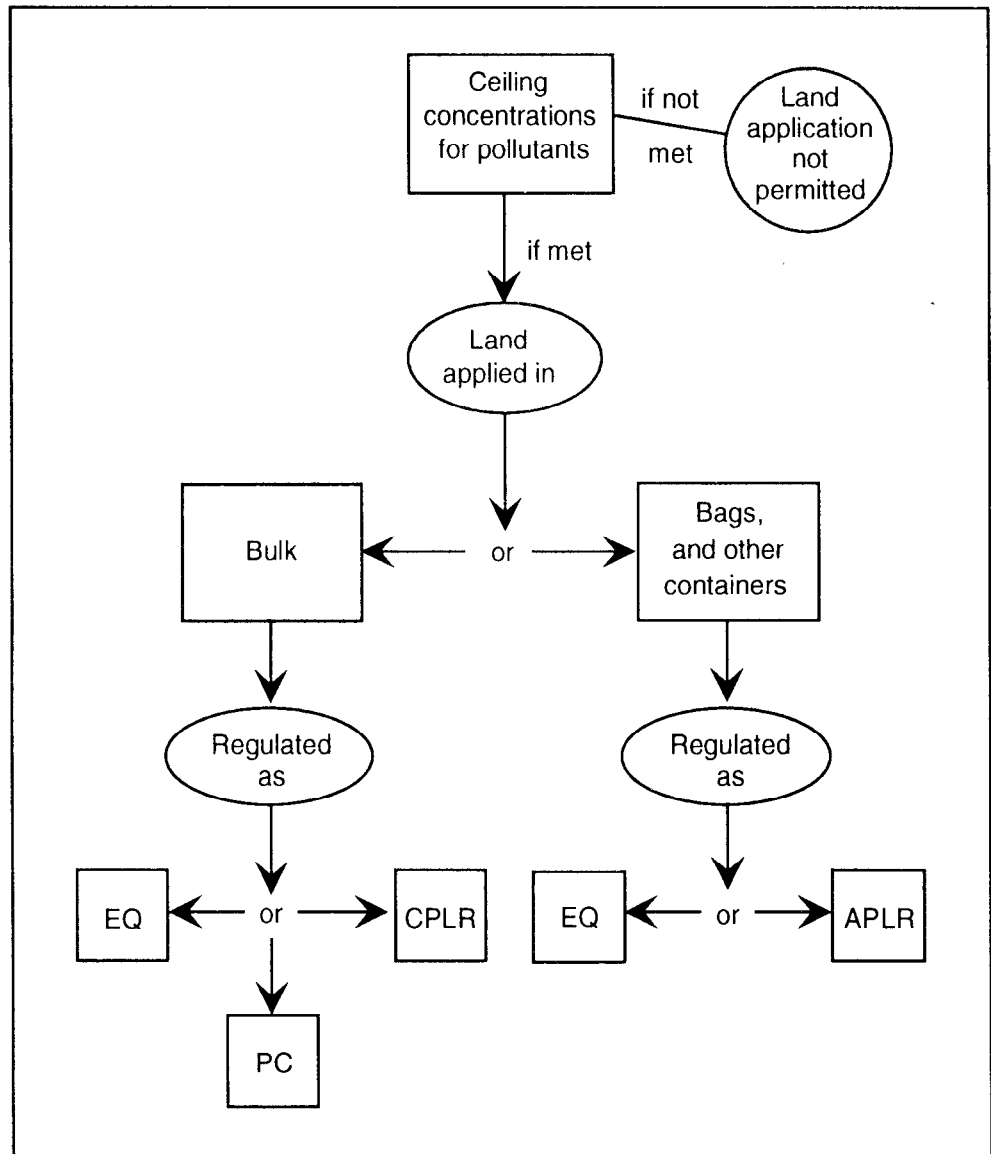 Ceiling
concentrations
for pollutants
if not
met
Land
application
not
permitted
if met
Land
applied in
Bulk
or
Bags,
and other
containers
Regulated
as
Regulated
as
EQ
or
CPLR
EQ
or
APLR
PC